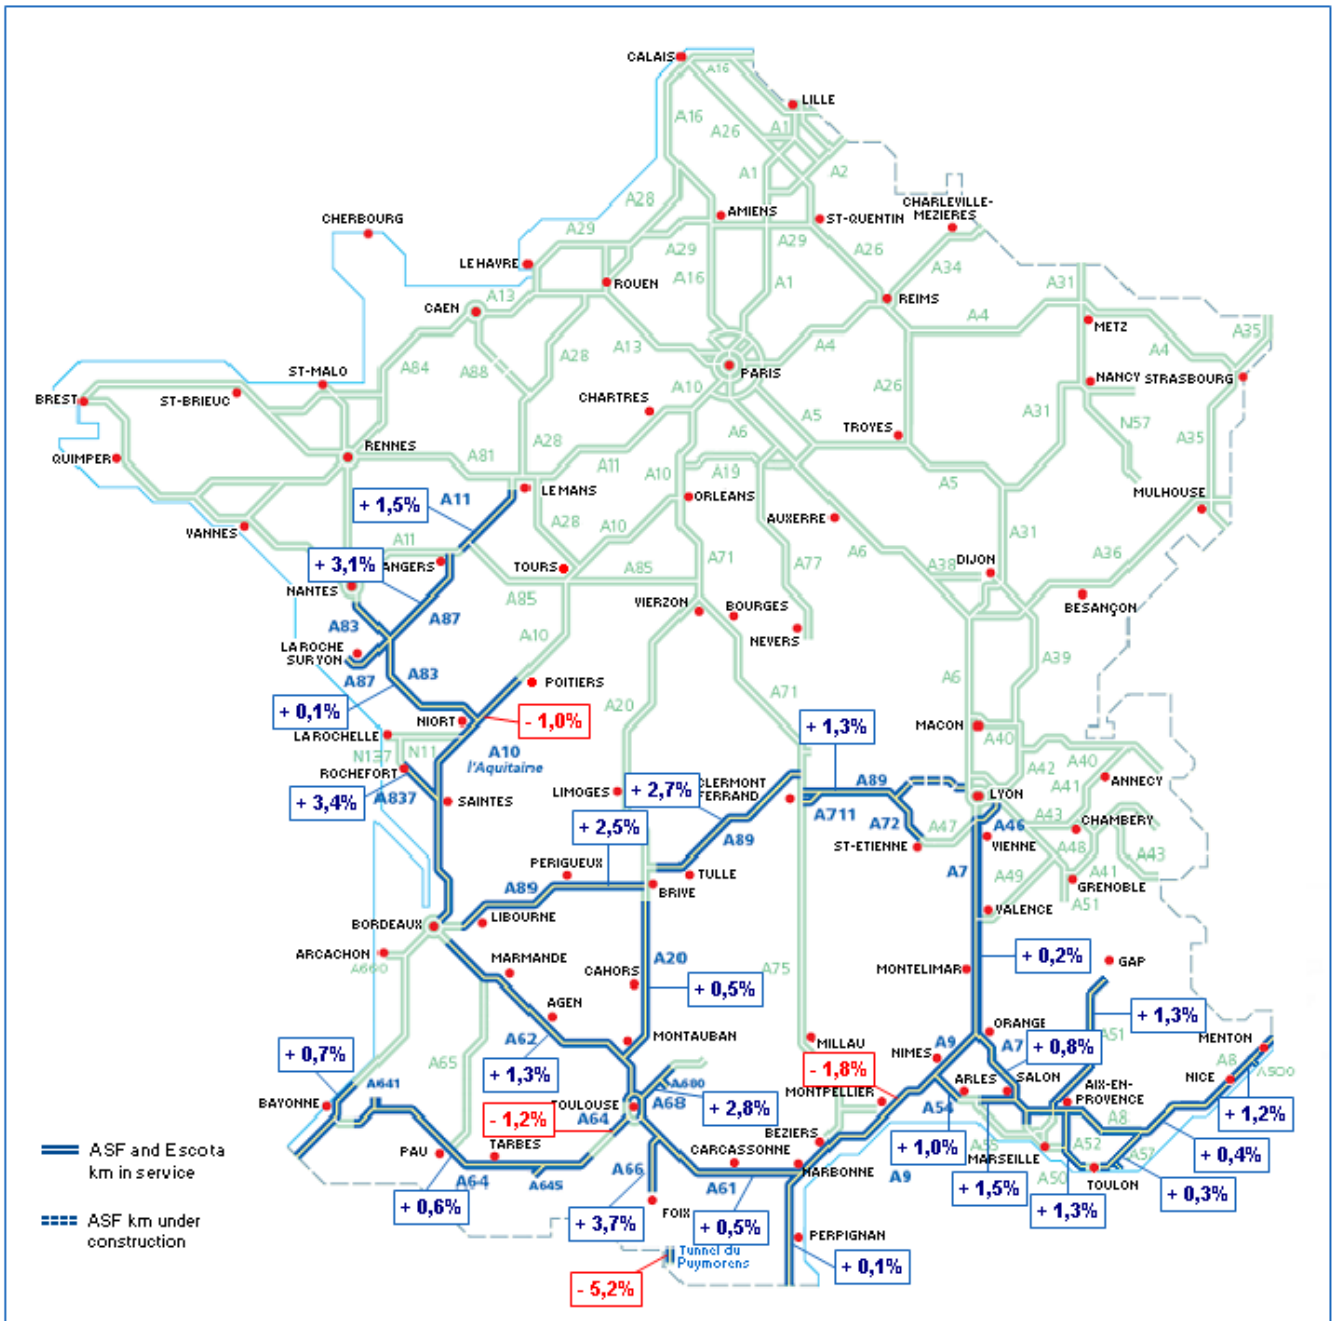 CALAIS
A16
LILLE
A16
A26
A1
A1
A2
A28
AMIENS
ST-QUENTIN
CHARLEVILLE-
MEZIERES
CHERBOURG
A29
A29
A29
A26
A34
LE HAVRE
A16
A1
A31
ROUEN
REIMS
CAEN
A13
A4
METZ
A35
A28
A13
A4
A4
ST-MALO
A84
A88
PARIS
A26
NANCY
STRASBOURG
BREST
ST-BRIEUC
A10
CHARTRES
A5
TROYES
A31
N57
A35
RENNES
A28
A6
QUIMPER
A81
A11
A10
A19
A5
MULHOUSE
LE MANS
A11
+ 1,5%
ORLEANS
AUXERRE
VANNES
A28
A10
A6
A31
A36
A11
+ 3,1%
ANGERS
TOURS
A85
A71
A77
A38
DIJON
NANTES
A85
VIERZON
BOURGES
BESANÇON
A83
A87
A10
NEVERS
LA ROCHE
SUR YON
A6
A39
A87
A83
POITIERS
A20
A71
+ 0,1%
NIORT
- 1,0%
+ 1,3%
MACON
LA ROCHELLE
N137
N11
A10
l'Aquitaine
A40
A42
A40
ROCHEFORT
A41
ANNECY
+ 3,4%
A837
SAINTES
LIMOGES
+ 2,7%
CLERMONT
FERRAND
A89
LYON
A711
A72
A47
A46
A43
CHAMBERY
+ 2,5%
A89
ST-ETIENNE
VIENNE
A48
A43
PERIGUEUX
TULLE
A7
A49
A41
GRENOBLE
A89
BRIVE
A51
BORDEAUX
LIBOURNE
VALENCE
ARCACHON
A660
MARMANDE
CAHORS
A20
A75
MONTELIMAR
+ 0,2%
GAP
+ 0,5%
AGEN
+ 1,3%
A62
MONTAUBAN
MILLAU
ORANGE
A51
MENTON
+ 0,7%
A65
NIMES
A9
A7
+ 0,8%
A8
A500
+ 1,3%
A641
A680
- 1,8%
ARLES
SALON
AIX-EN-
PROVENCE
NICE
BAYONNE
TOULOUSE
A68
+ 2,8%
MONTPELLIER
A54
A8
+ 1,2%
- 1,2%
A64
BEZIERS
+ 1,0%
A55
A52
ASF and Escota
km in service
PAU
TARBES
A66
CARCASSONNE
NARBONNE
A9
MARSEILLE
A50
A57
+ 0,4%
A64
A645
A61
TOULON
+ 0,6%
+ 1,5%
+ 1,3%
+ 0,3%
ASF km under
construction
+ 3,7%
FOIX
+ 0,5%
PERPIGNAN
Tunnel du
Puymorens
+ 0,1%
- 5,2%